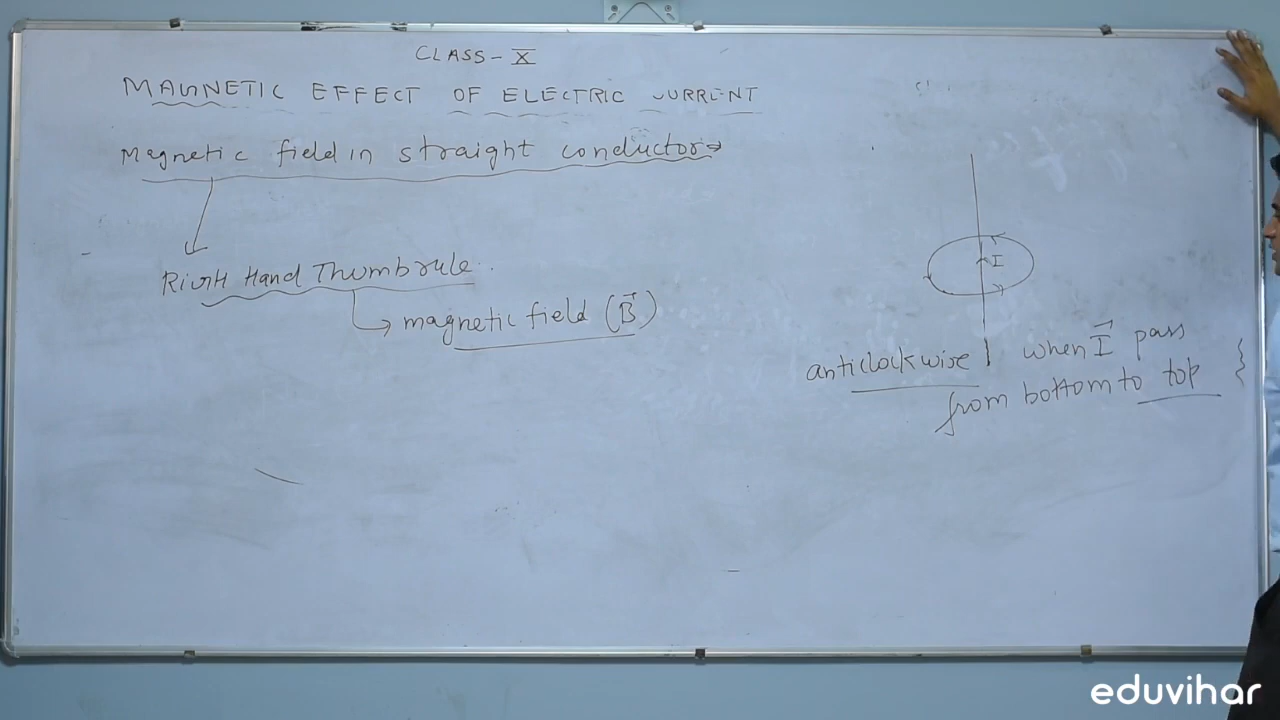 CLASS - X
MAGNETIC EFFECT OF ELECTRIC CURRENT
Magnetic field in straight conductor →
Right Hand Thumb rule.
magnetic field (B⃗)
I
anticlockwise when I⃗ pass
from bottom to top
eduvihar